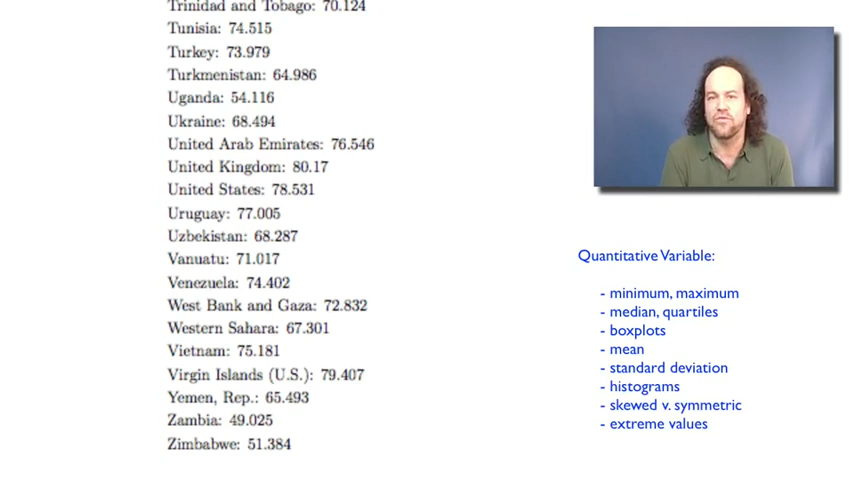 Trinidad and Tobago: 70.124
Tunisia: 74.515
Turkey: 73.979
Turkmenistan: 64.986
Uganda: 54.116
Ukraine: 68.494
United Arab Emirates: 76.546
United Kingdom: 80.17
United States: 78.531
Uruguay: 77.005
Uzbekistan: 68.287
Vanuatu: 71.017
Venezuela: 74.402
West Bank and Gaza: 72.832
Western Sahara: 67.301
Vietnam: 75.181
Virgin Islands (U.S.): 79.407
Yemen, Rep.: 65.493
Zambia: 49.025
Zimbabwe: 51.384
Quantitative Variable:
- minimum, maximum
- median, quartiles
- boxplots
- mean
- standard deviation
- histograms
- skewed v. symmetric
- extreme values